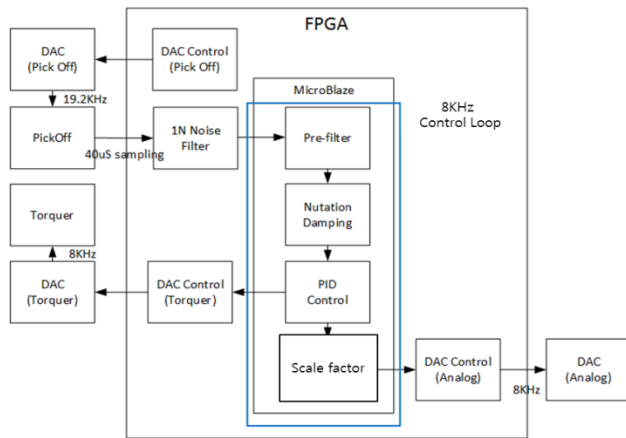 FPGA
DAC
(Pick Off)
DAC Control
(Pick Off)
19.2KHz
MicroBlaze
8KHz
Control Loop
PickOff
40uS sampling
1N Noise
Filter
Pre-filter
Torquer
Nutation
Damping
8KHz
DAC
(Torquer)
DAC Control
(Torquer)
PID
Control
Scale factor
DAC Control
(Analog)
8KHz
DAC
(Analog)